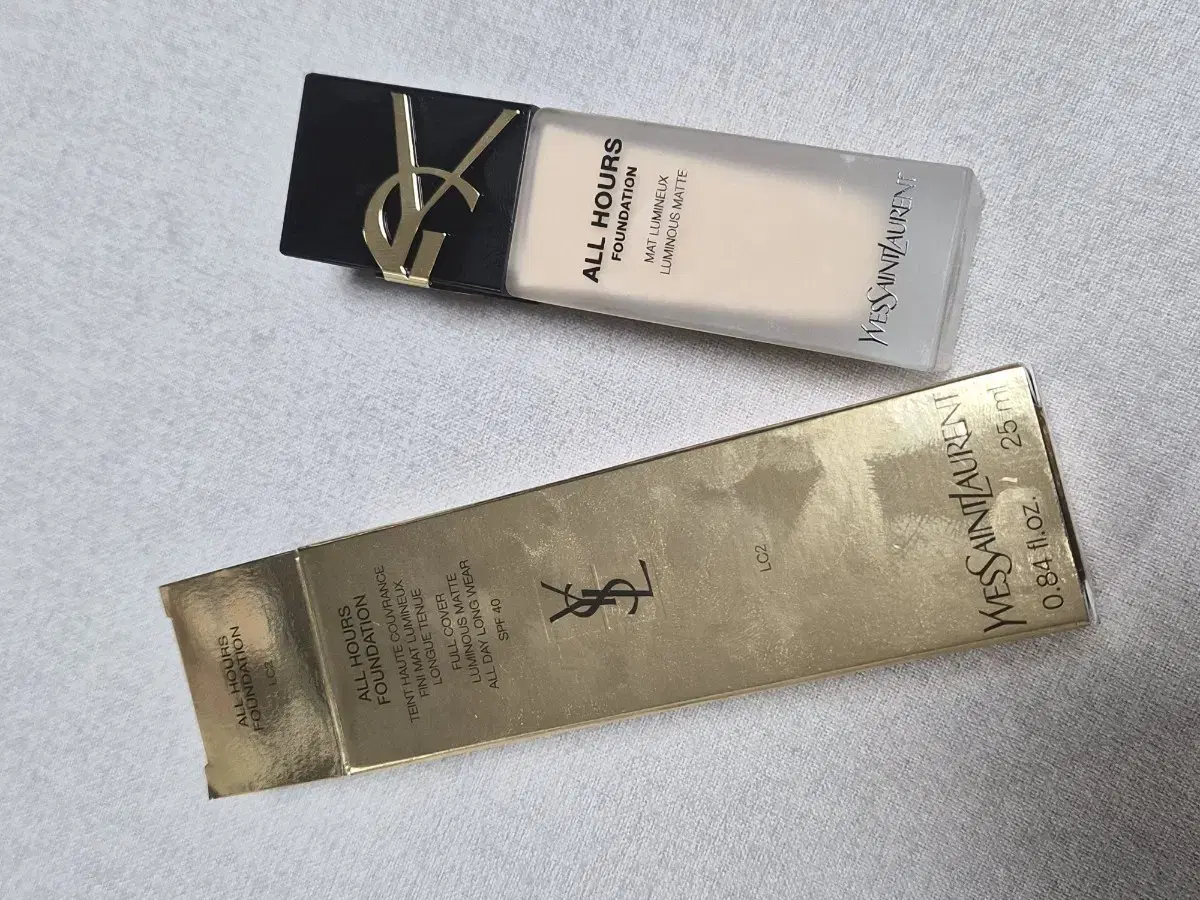 YSL
ALL HOURS
FOUNDATION
MAT LUMINEUX
LUMINOUS MATTE
YVESSAINTLAURENT
ALL HOURS
FOUNDATION
LC2
ALL HOURS
FOUNDATION
TEINT HAUTE COUVRANCE
FINI MAT LUMINEUX
LONGUE TENUE
FULL COVER
LUMINOUS MATTE
ALL DAY LONG WEAR
SPF 40
YSL
LC2
YVESSAINTLAURENT
0.84 fl.oz. 25 ml